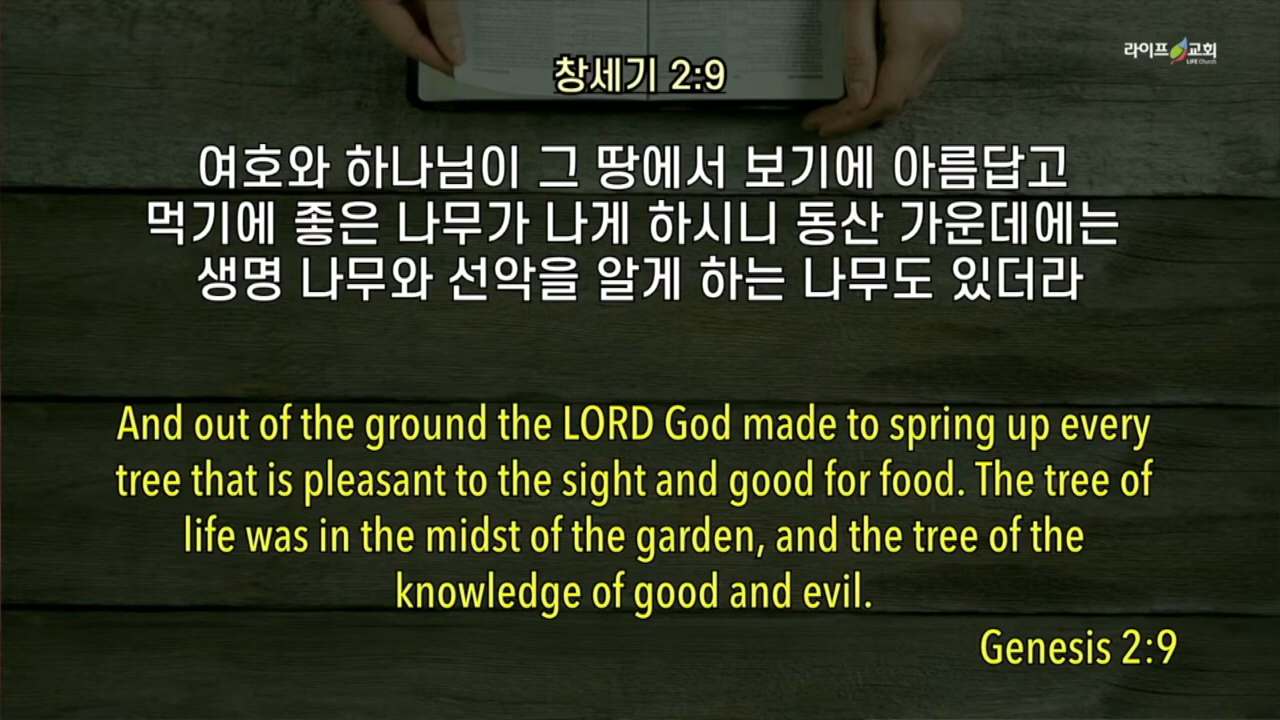 라이프 교회
LIFE Church
창세기 2:9
여호와 하나님이 그 땅에서 보기에 아름답고
먹기에 좋은 나무가 나게 하시니 동산 가운데에는
생명 나무와 선악을 알게 하는 나무도 있더라
And out of the ground the LORD God made to spring up every
tree that is pleasant to the sight and good for food. The tree of
life was in the midst of the garden, and the tree of the
knowledge of good and evil.
Genesis 2:9